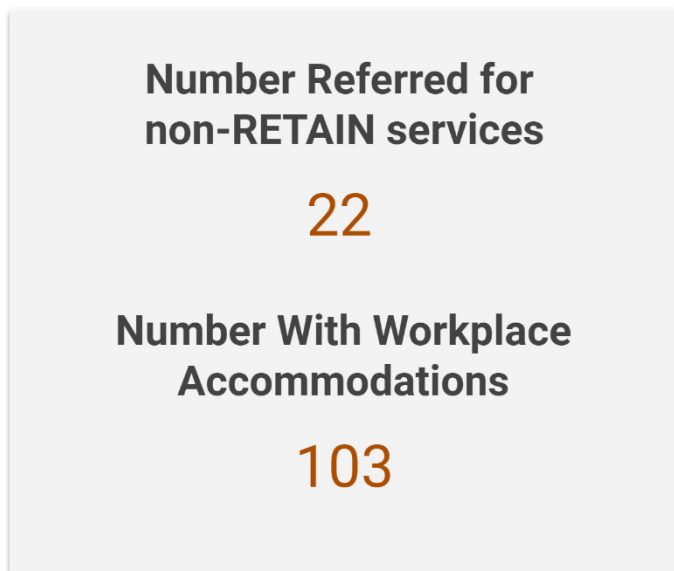 Number Referred for
non-RETAIN services
22
Number With Workplace
Accommodations
103